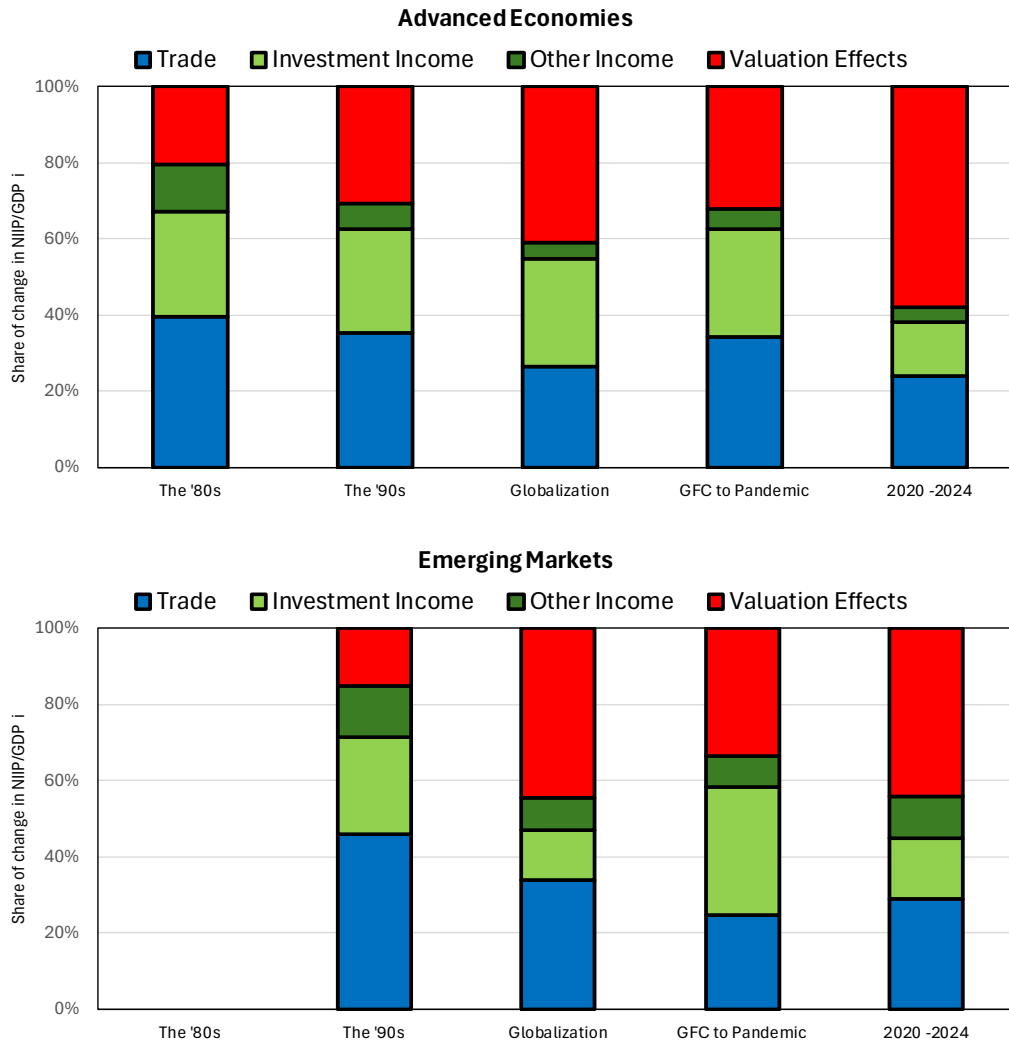 Advanced Economies
Trade Investment Income Other Income Valuation Effects
Share of change in NIIP/GDP i
100%
80%
60%
40%
20%
0%
The '80s The '90s Globalization GFC to Pandemic 2020 -2024
Emerging Markets
Trade Investment Income Other Income Valuation Effects
Share of change in NIIP/GDP i
100%
80%
60%
40%
20%
0%
The '80s The '90s Globalization GFC to Pandemic 2020 -2024